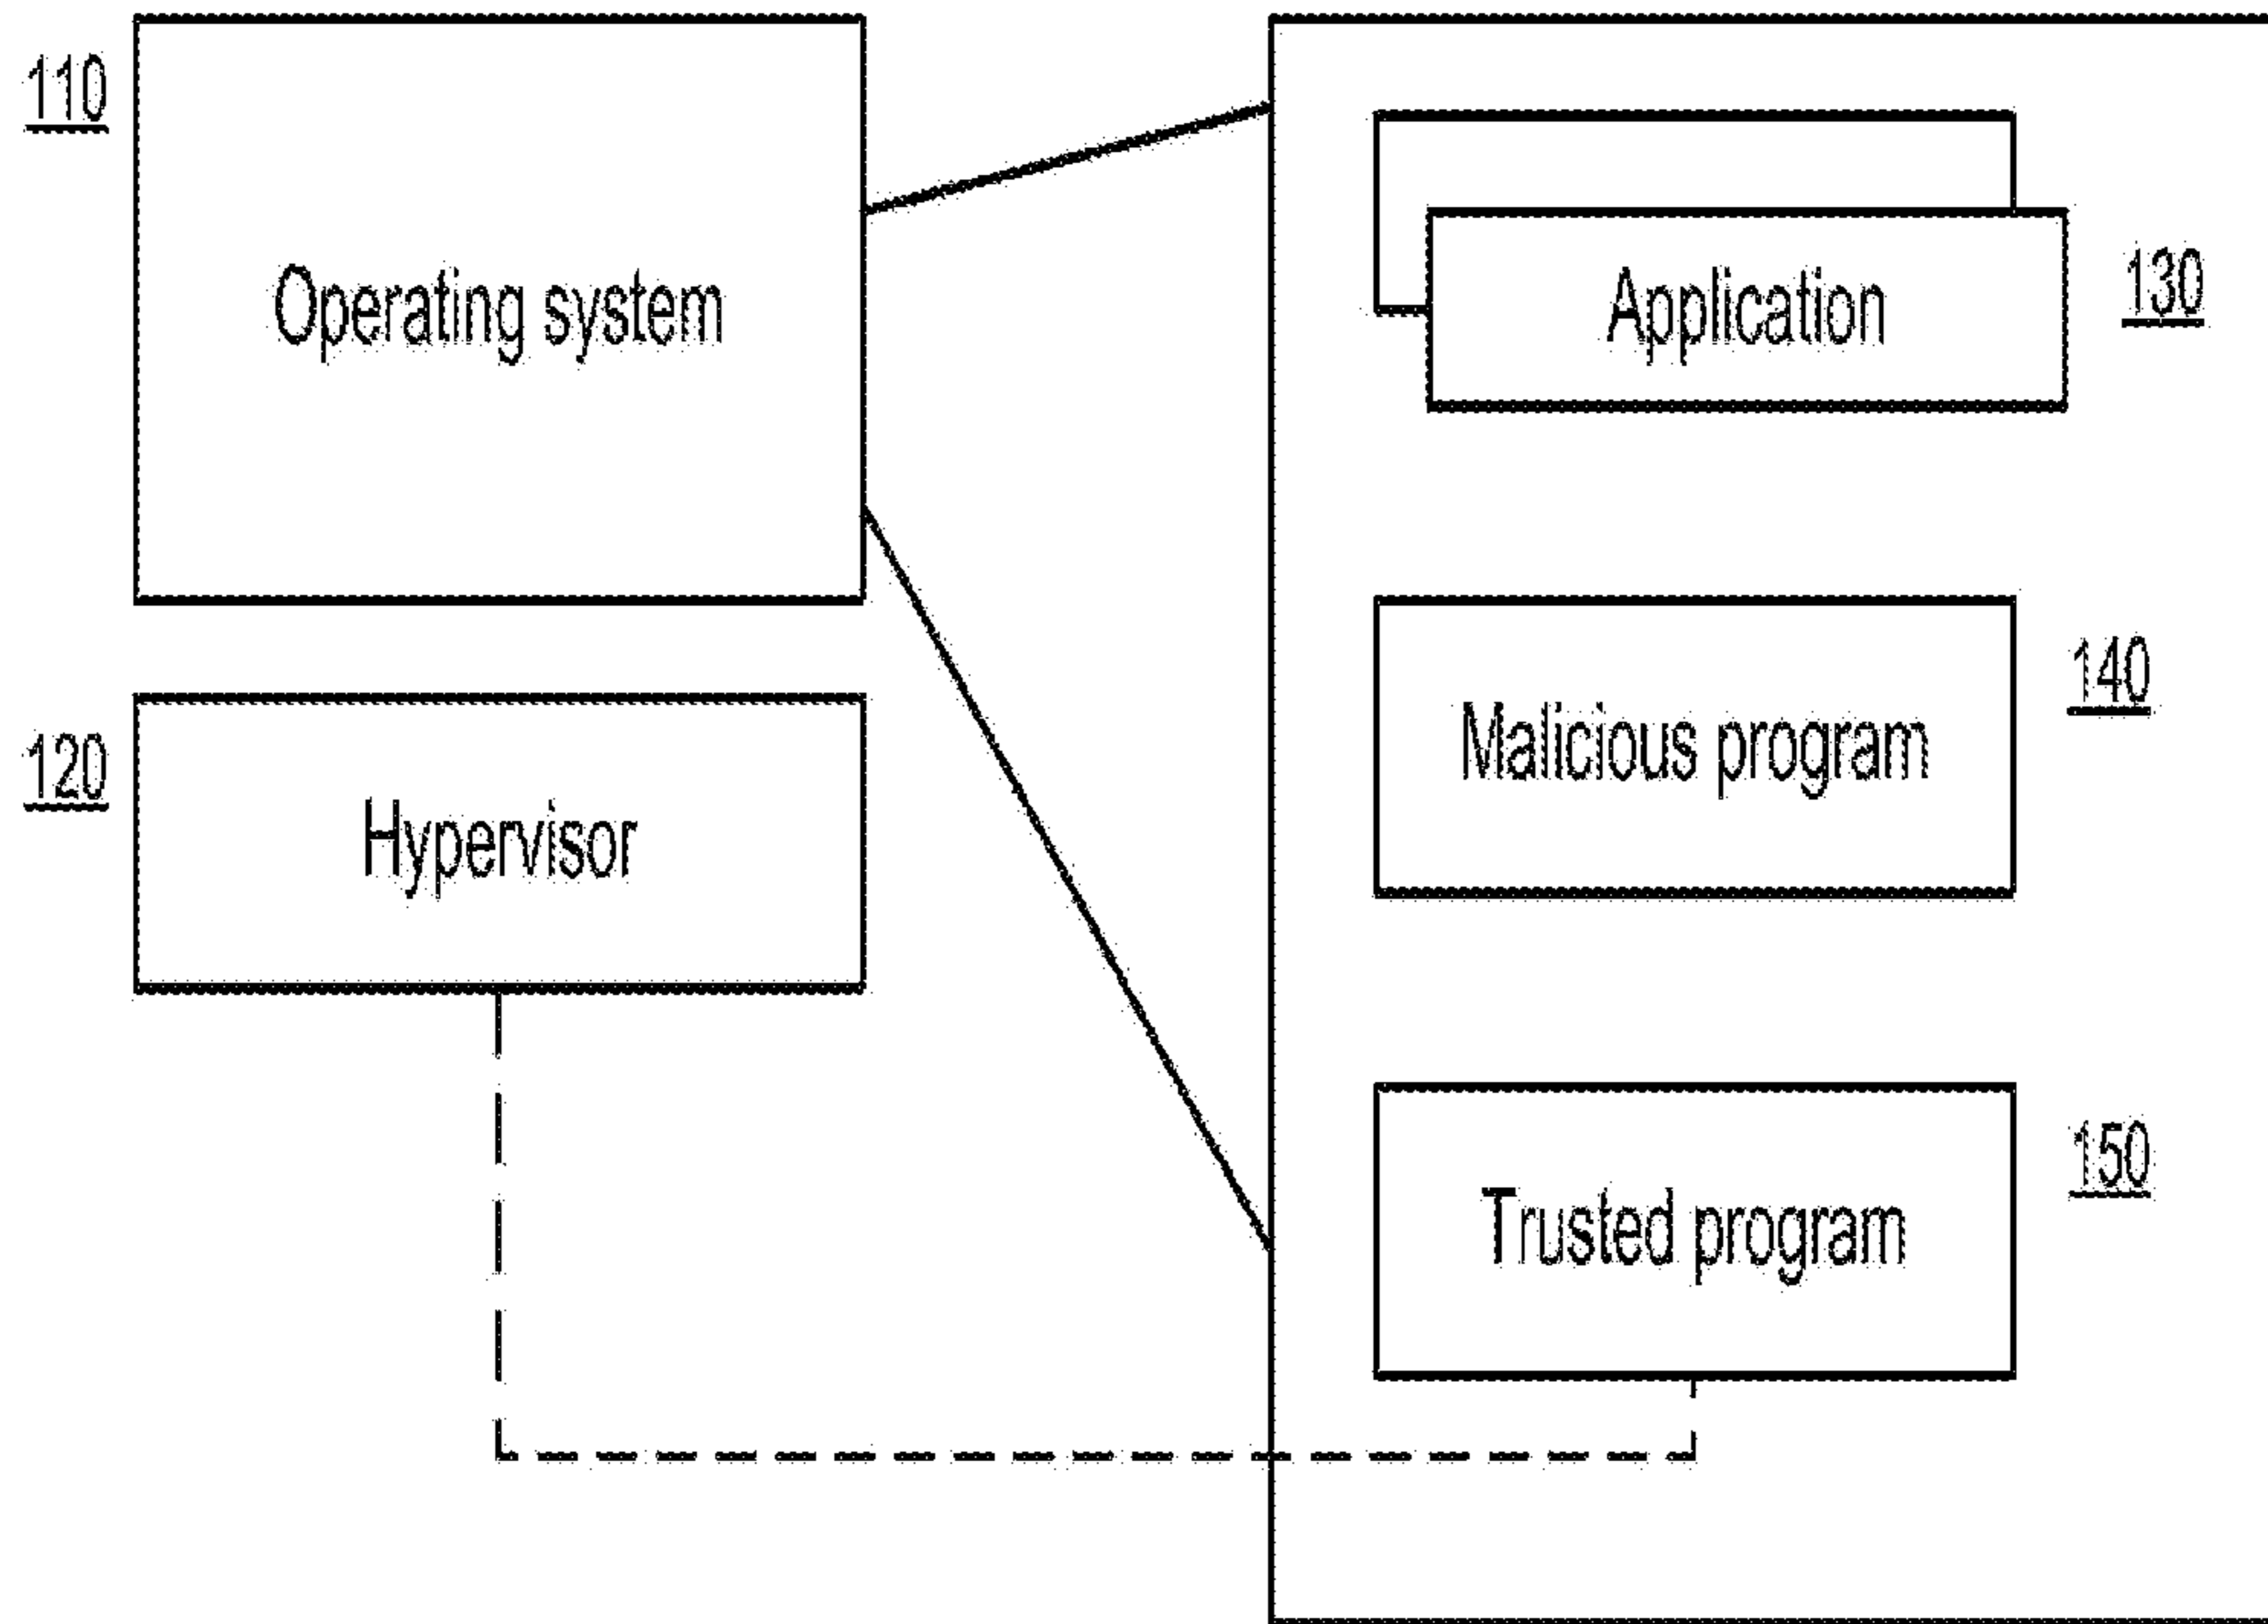 110
Operating system
120
Hypervisor
Application
130
Malicious program
140
Trusted program
150